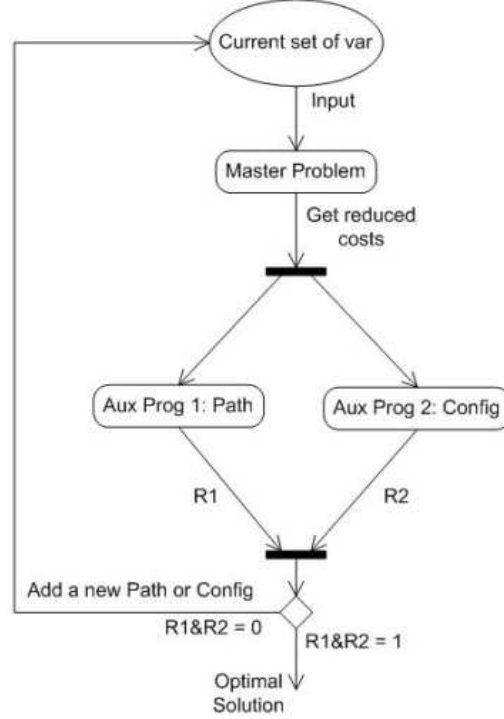 Current set of var
Input
Master Problem
Get reduced
costs
Aux Prog 1: Path
Aux Prog 2: Config
R1
R2
Add a new Path or Config
R1&R2 = 0
R1&R2 = 1
Optimal
Solution